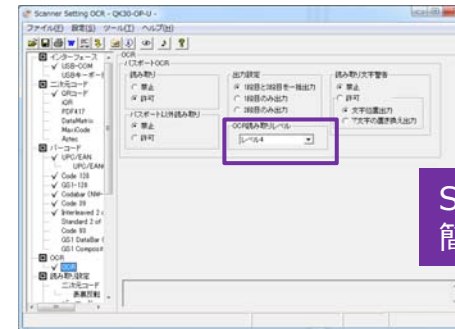 Scanner Setting OCR - QK30-OP-U -
ファイル(F) 設定(S) ツール(L) ヘルプ(H)
インターフェース
USB-COM
USBキーボー
二次元コード
QRコード
iQR
PDF417
DataMatrix
MaxiCode
Aztec
バーコード
UPC/EAN
UPC/EAN
Code 128
GS1-128
Codabar (NW-
Code 39
Interleaved 2 o
Standard 2 of
Code 93
GS1 DataBar (
GS1 Composit
OCR
OCR
読み取り設定
二次元コード
表裏反転
OCR
パスポートOCR
読み取り
禁止
許可
パスポート以外読み取り
禁止
許可
出力設定
1段目と2段目を一括出力
1段目のみ出力
2段目のみ出力
OCR読み取りレベル
レベル4
読み取り文字警告
禁止
許可
文字位置出力
?文字の置き換え出力
S
簡